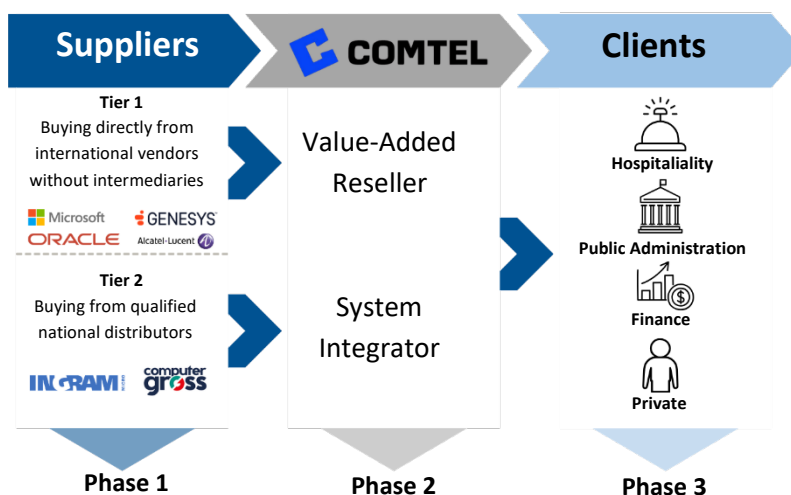 Suppliers
COMTEL
Clients
Tier 1
Buying directly from
international vendors
without intermediaries
Microsoft
GENESYS
ORACLE
Alcatel-Lucent
Tier 2
Buying from qualified
national distributors
INGRAM
computer
gross
Value-Added
Reseller
System
Integrator
Hospitaliality
Public Administration
Finance
Private
Phase 1
Phase 2
Phase 3